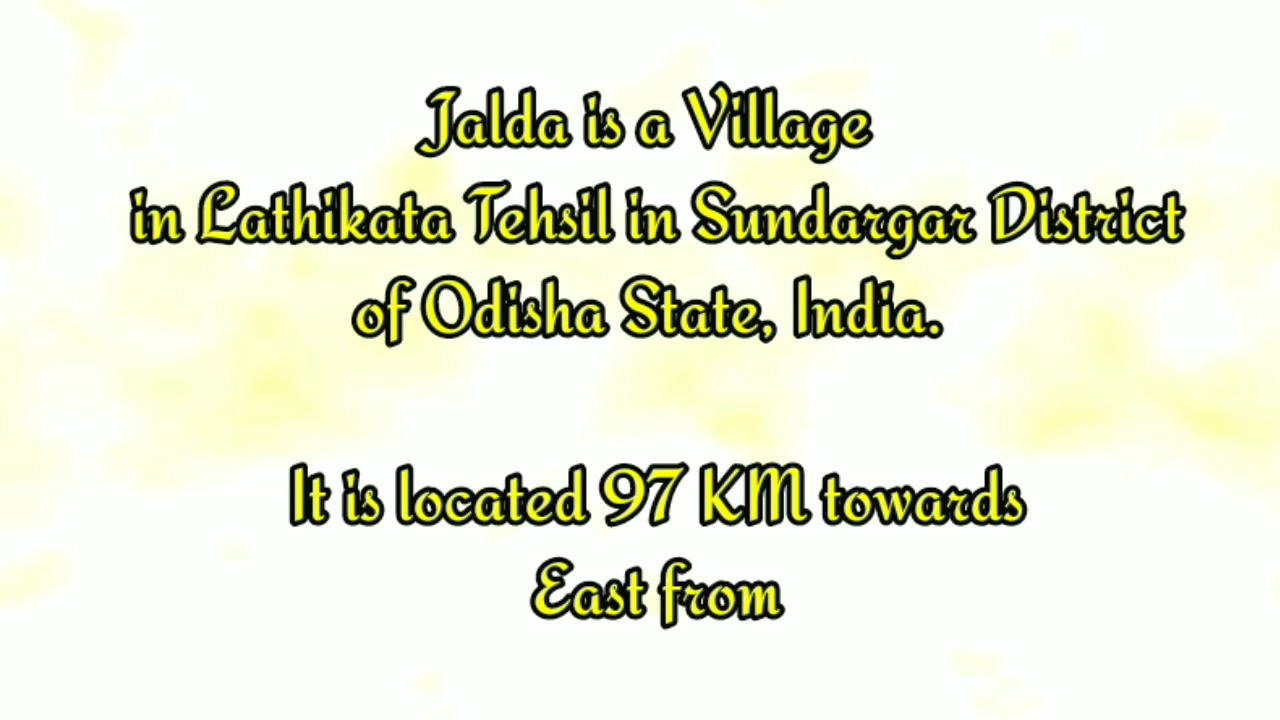 Jalda is a Village
in Lathikata Tehsil in Sundargar District
of Odisha State, India.
It is located 97 KM towards
East from